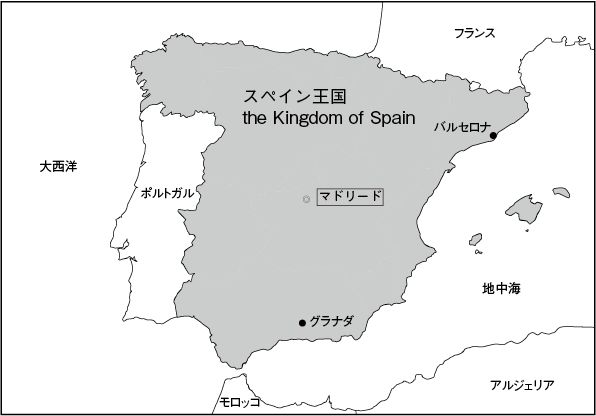 フランス
スペイン王国
the Kingdom of Spain
バルセロナ
大西洋
ポルトガル
マドリード
地中海
グラナダ
アルジェリア
モロッコ